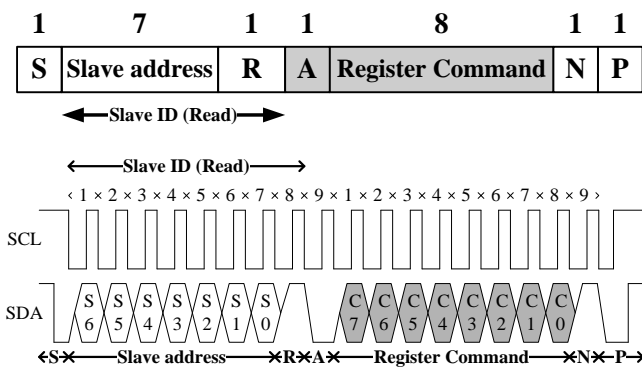 1 7 1 1 8 1 1
S Slave address R A Register Command N P
Slave ID (Read)
Slave ID (Read)
‹ 1 × 2 × 3 × 4 × 5 × 6 × 7 × 8 × 9 × 1 × 2 × 3 × 4 × 5 × 6 × 7 × 8 × 9 ›
SCL
SDA S6 S5 S4 S3 S2 S1 S0 C7 C6 C5 C4 C3 C2 C1 C0
S Slave address R A Register Command N P